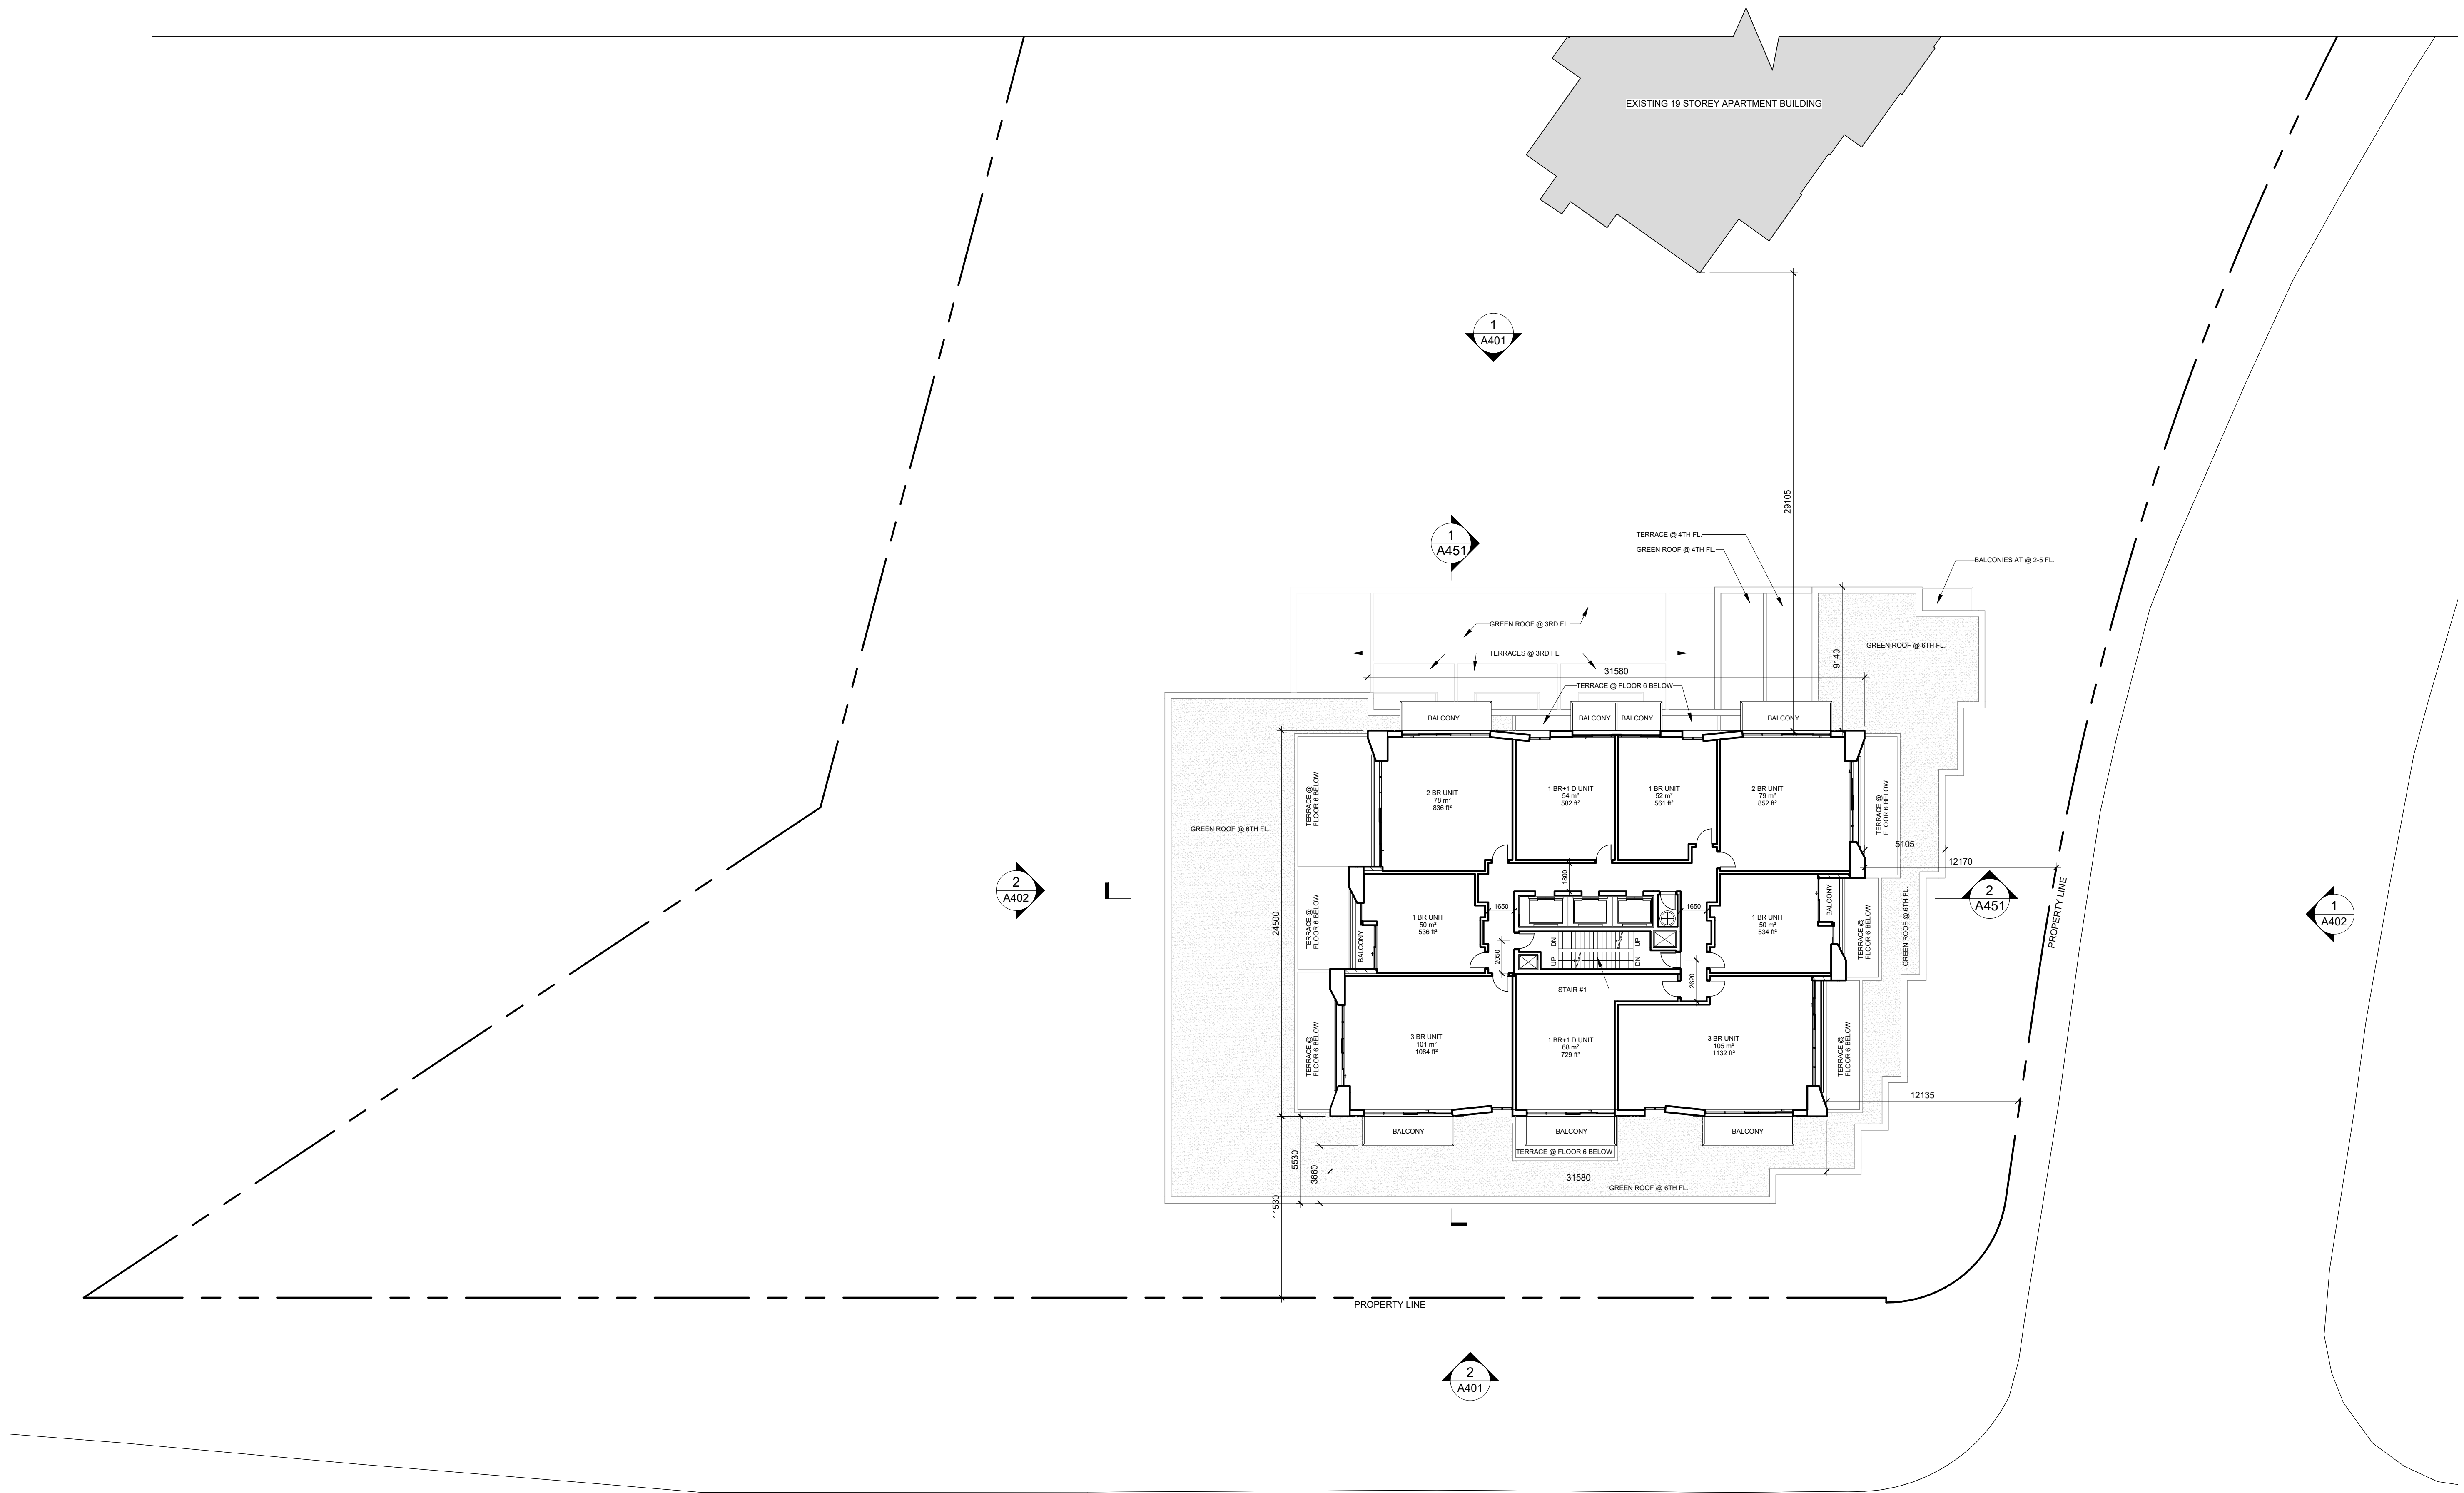 EXISTING 19 STOREY APARTMENT BUILDING
1
A401
29105
1
A451
TERRACE @ 4TH FL.
GREEN ROOF @ 4TH FL.
BALCONIES AT @ 2-5 FL.
GREEN ROOF @ 3RD FL.
GREEN ROOF @ 6TH FL.
TERRACES @ 3RD FL.
9140
31580
TERRACE @ FLOOR 6 BELOW
BALCONY
BALCONY
BALCONY
BALCONY
TERRACE @
FLOOR 6 BELOW
2 BR UNIT
78 m²
836 ft²
1 BR+1 D UNIT
54 m²
582 ft²
1 BR UNIT
52 m²
561 ft²
2 BR UNIT
79 m²
852 ft²
TERRACE @
FLOOR 6 BELOW
GREEN ROOF @ 6TH FL.
5105
12170
1800
2
A402
2
A451
1
A402
PROPERTY LINE
24500
TERRACE @
FLOOR 6 BELOW
BALCONY
1 BR UNIT
50 m²
536 ft²
1650
1650
2050
DN
UP
UP
DN
1 BR UNIT
50 m²
534 ft²
BALCONY
TERRACE @
FLOOR 6 BELOW
GREEN ROOF @ 6TH FL.
STAIR #1
2620
TERRACE @
FLOOR 6 BELOW
3 BR UNIT
101 m²
1084 ft²
1 BR+1 D UNIT
68 m²
729 ft²
3 BR UNIT
105 m²
1132 ft²
TERRACE @
FLOOR 6 BELOW
12135
BALCONY
BALCONY
BALCONY
TERRACE @ FLOOR 6 BELOW
5530
3660
31580
GREEN ROOF @ 6TH FL.
11530
PROPERTY LINE
2
A401